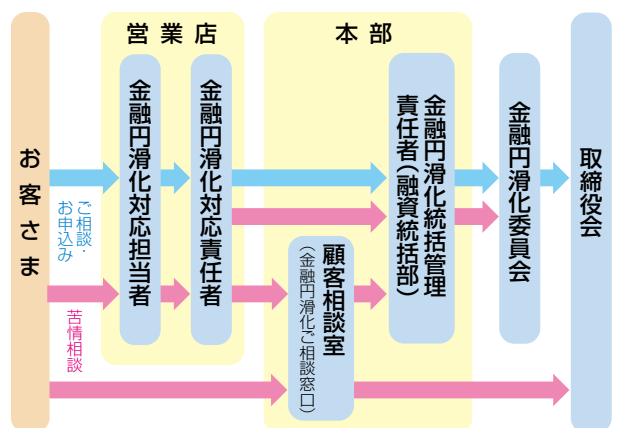 営業店
本部
お客さま
ご相談・
お申込み
苦情相談
金融円滑化対応担当者
金融円滑化対応責任者
顧客相談室
（金融円滑化ご相談窓口）
金融円滑化統括管理
責任者（融資統括部）
金融円滑化委員会
取締役会